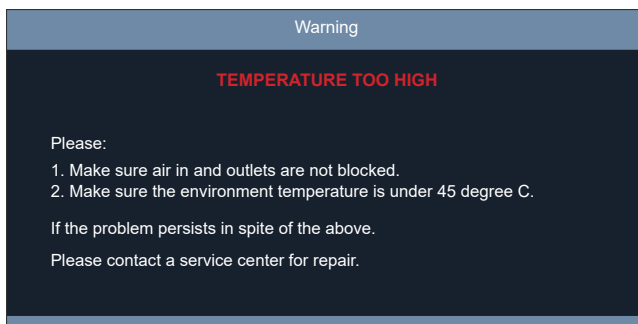 Warning
TEMPERATURE TOO HIGH
Please:
1. Make sure air in and outlets are not blocked.
2. Make sure the environment temperature is under 45 degree C.
If the problem persists in spite of the above.
Please contact a service center for repair.